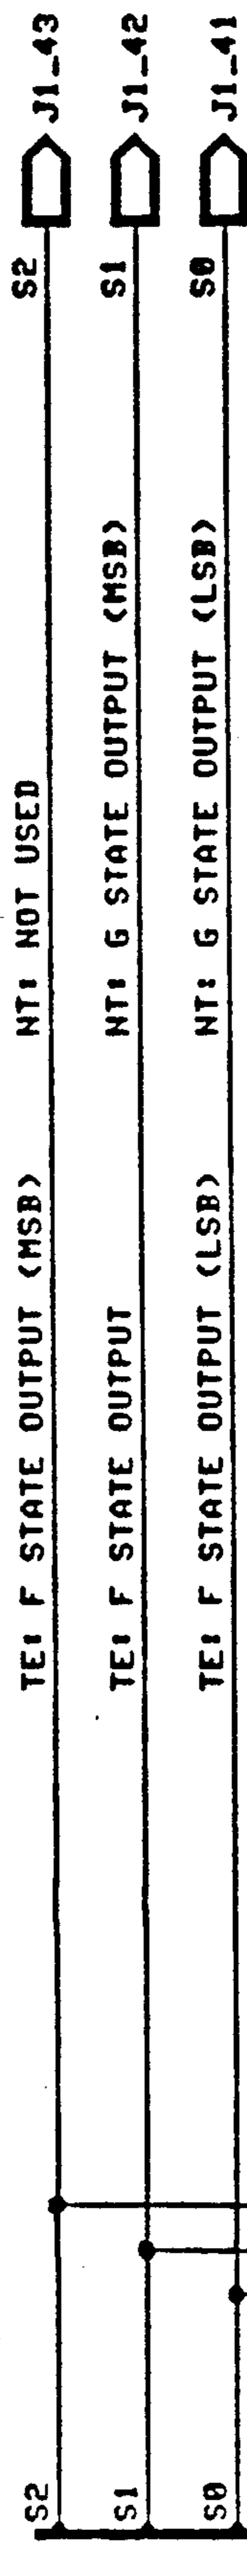 S2 TE: F STATE OUTPUT (MSB) NT: NOT USED S2 J1_43
S1 TE: F STATE OUTPUT NT: G STATE OUTPUT (MSB) S1 J1_42
S0 TE: F STATE OUTPUT (LSB) NT: G STATE OUTPUT (LSB) S0 J1_41